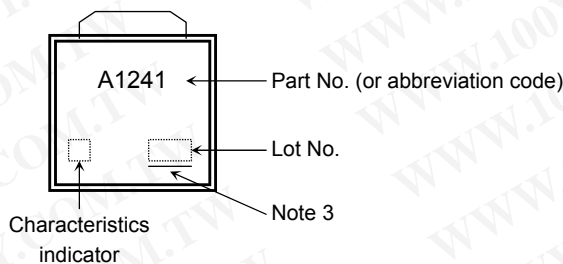 A1241
Part No. (or abbreviation code)
Lot No.
Note 3
Characteristics
indicator